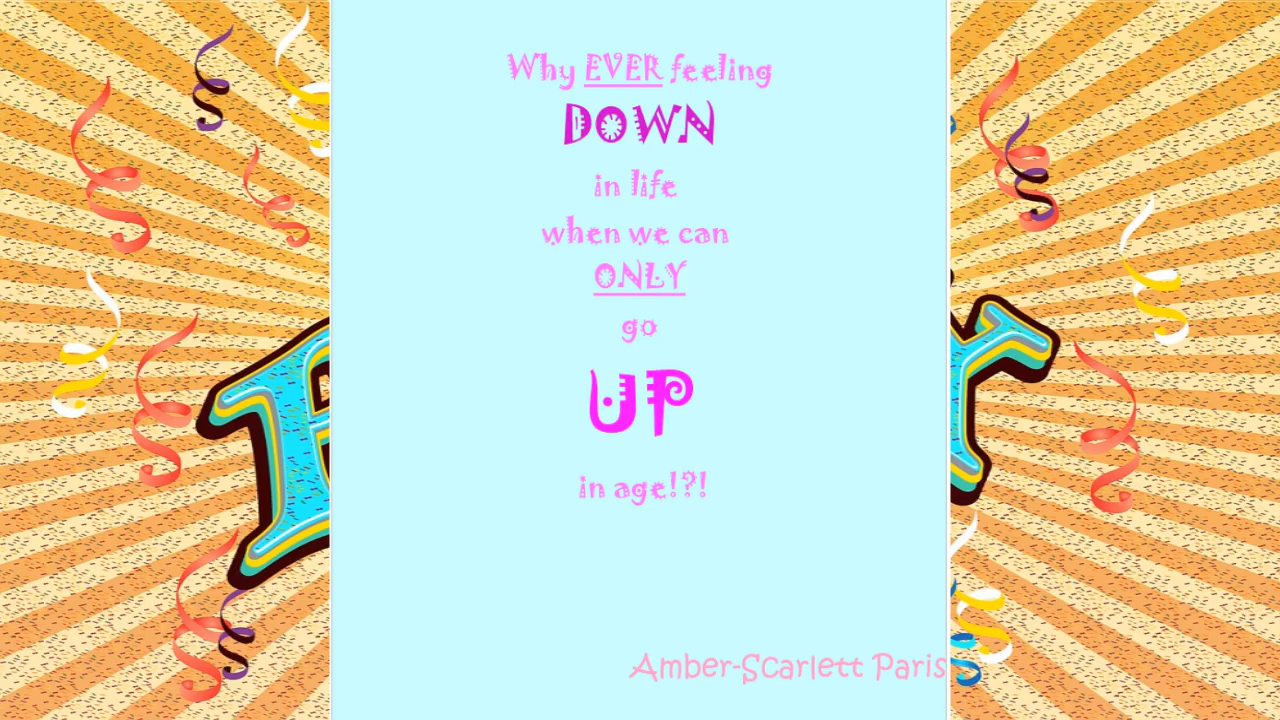 Why EVER feeling
DOWN
in life
when we can
ONLY
go
UP
in age!?!
Amber-Scarlett Paris